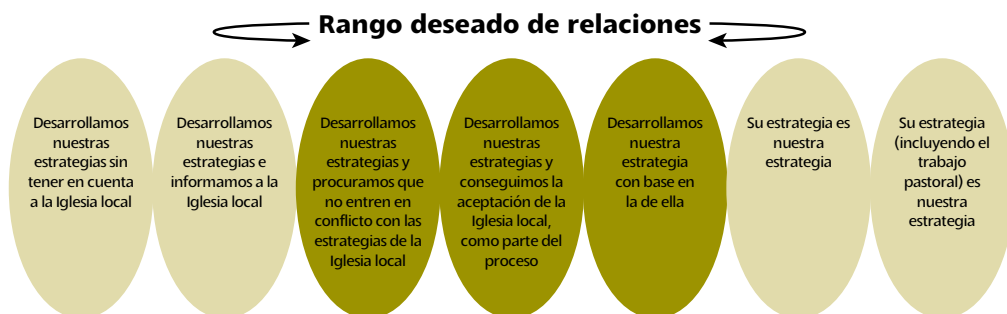 Rango deseado de relaciones
Desarrollamos
nuestras
estrategias sin
tener en cuenta
a la Iglesia local
Desarrollamos
nuestras
estrategias e
informamos a la
Iglesia local
Desarrollamos
nuestras
estrategias y
procuramos que
no entren en
conflicto con las
estrategias de la
Iglesia local
Desarrollamos
nuestras
estrategias y
conseguimos la
aceptación de la
Iglesia local,
como parte del
proceso
Desarrollamos
nuestra
estrategia
con base en
la de ella
Su estrategia es
nuestra
estrategia
Su estrategia
(incluyendo el
trabajo
pastoral) es
nuestra
estrategia